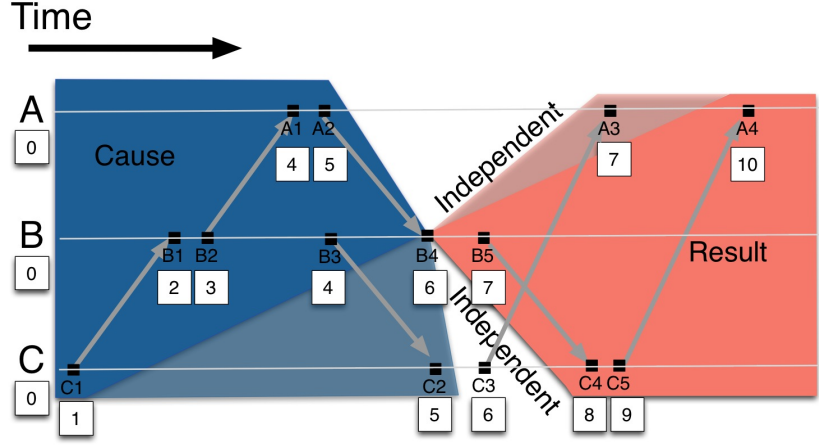 Time
A
0
A1 A2
4 5
Cause
Independent
A3
7
A4
10
B
0
B1 B2
2 3
B3
4
B4
6
B5
7
Result
Independent
C
0
C1
1
C2
5
C3
6
C4 C5
8 9